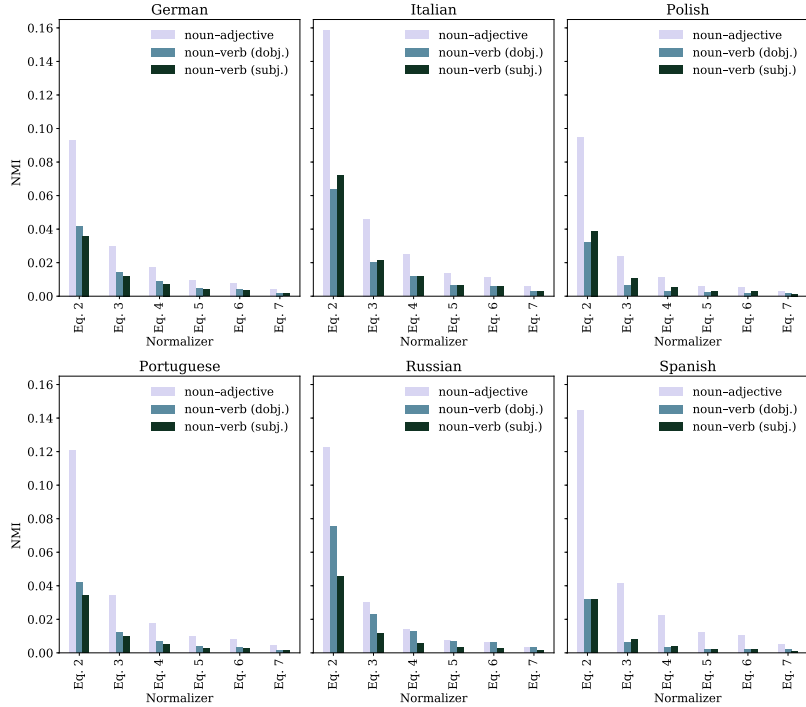 German
Italian
Polish
noun–adjective
noun–verb (dobj.)
noun–verb (subj.)
noun–adjective
noun–verb (dobj.)
noun–verb (subj.)
noun–adjective
noun–verb (dobj.)
noun–verb (subj.)
NMI
0.16
0.14
0.12
0.10
0.08
0.06
0.04
0.02
0.00
Eq. 2
Eq. 3
Eq. 4
Eq. 5
Eq. 6
Eq. 7
Eq. 2
Eq. 3
Eq. 4
Eq. 5
Eq. 6
Eq. 7
Eq. 2
Eq. 3
Eq. 4
Eq. 5
Eq. 6
Eq. 7
Normalizer
Normalizer
Normalizer
Portuguese
Russian
Spanish
noun–adjective
noun–verb (dobj.)
noun–verb (subj.)
noun–adjective
noun–verb (dobj.)
noun–verb (subj.)
noun–adjective
noun–verb (dobj.)
noun–verb (subj.)
NMI
0.16
0.14
0.12
0.10
0.08
0.06
0.04
0.02
0.00
Eq. 2
Eq. 3
Eq. 4
Eq. 5
Eq. 6
Eq. 7
Eq. 2
Eq. 3
Eq. 4
Eq. 5
Eq. 6
Eq. 7
Eq. 2
Eq. 3
Eq. 4
Eq. 5
Eq. 6
Eq. 7
Normalizer
Normalizer
Normalizer